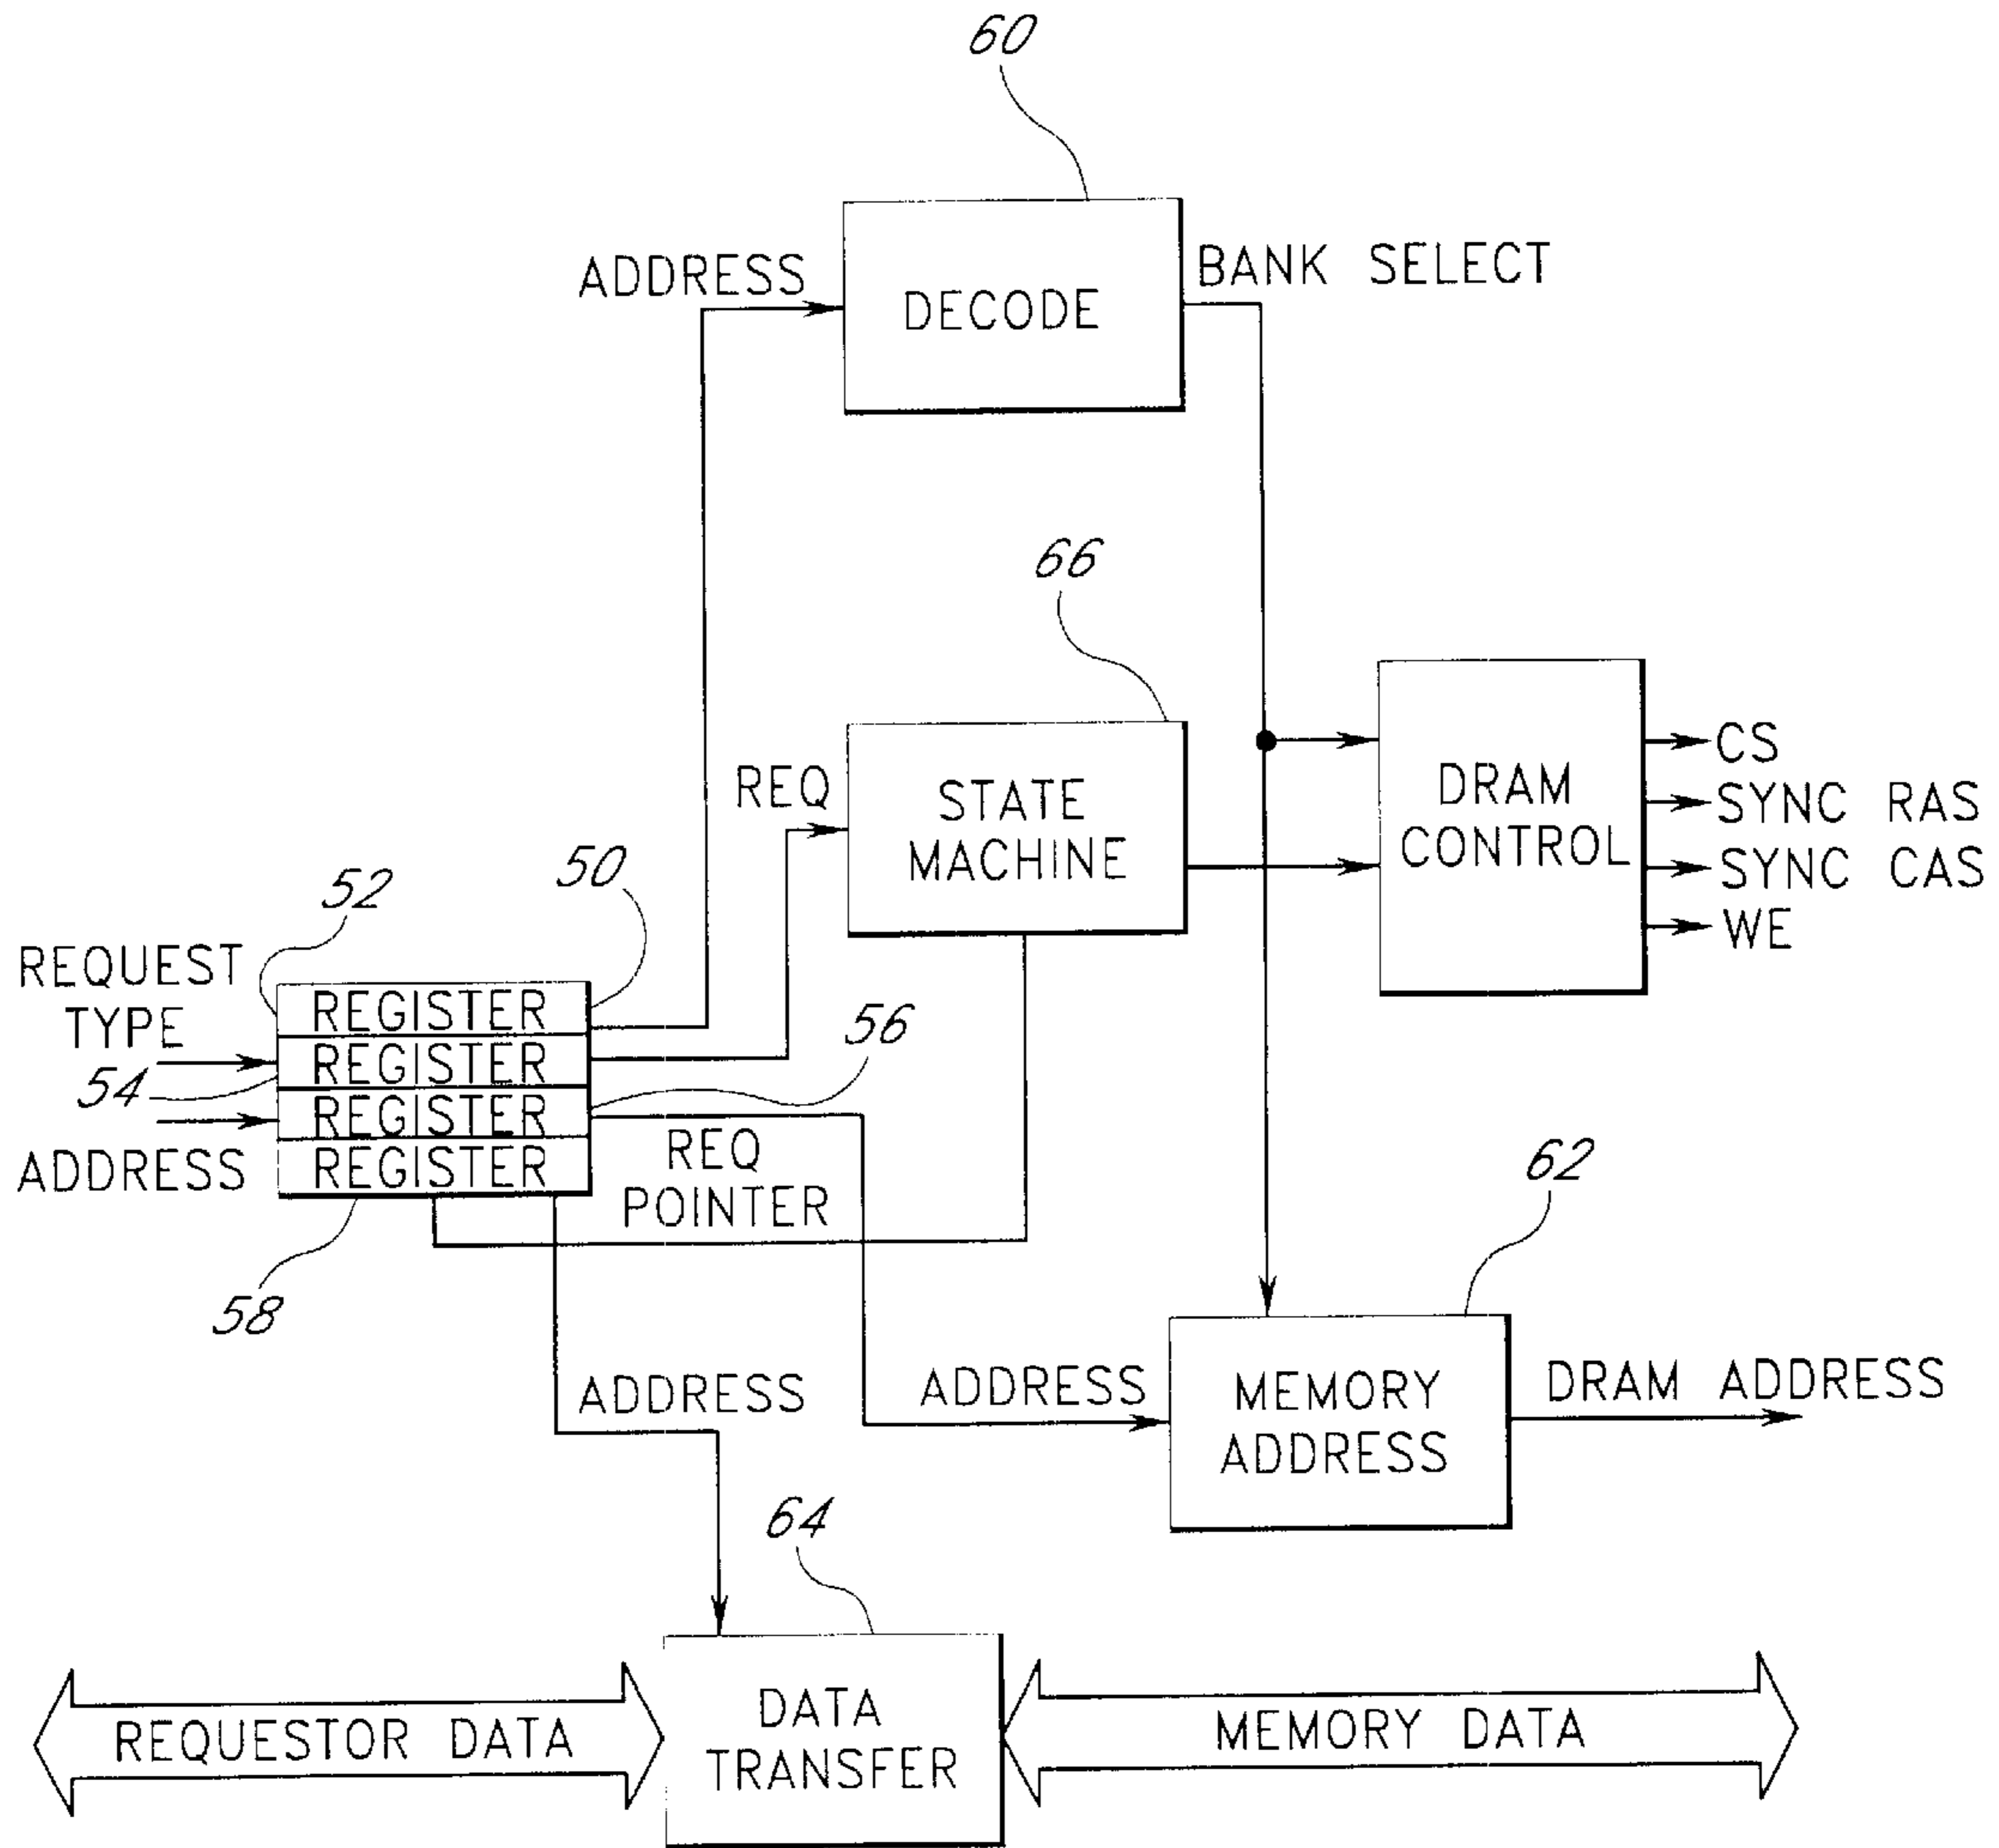 60
ADDRESS
BANK SELECT
DECODE
66
REQ
STATE
MACHINE
DRAM
CONTROL
CS
SYNC RAS
SYNC CAS
WE
52
50
REQUEST
TYPE
REGISTER
REGISTER
REGISTER
REGISTER
54
56
ADDRESS
58
REQ
POINTER
62
ADDRESS
ADDRESS
MEMORY
ADDRESS
DRAM ADDRESS
64
REQUESTOR DATA
DATA
TRANSFER
MEMORY DATA